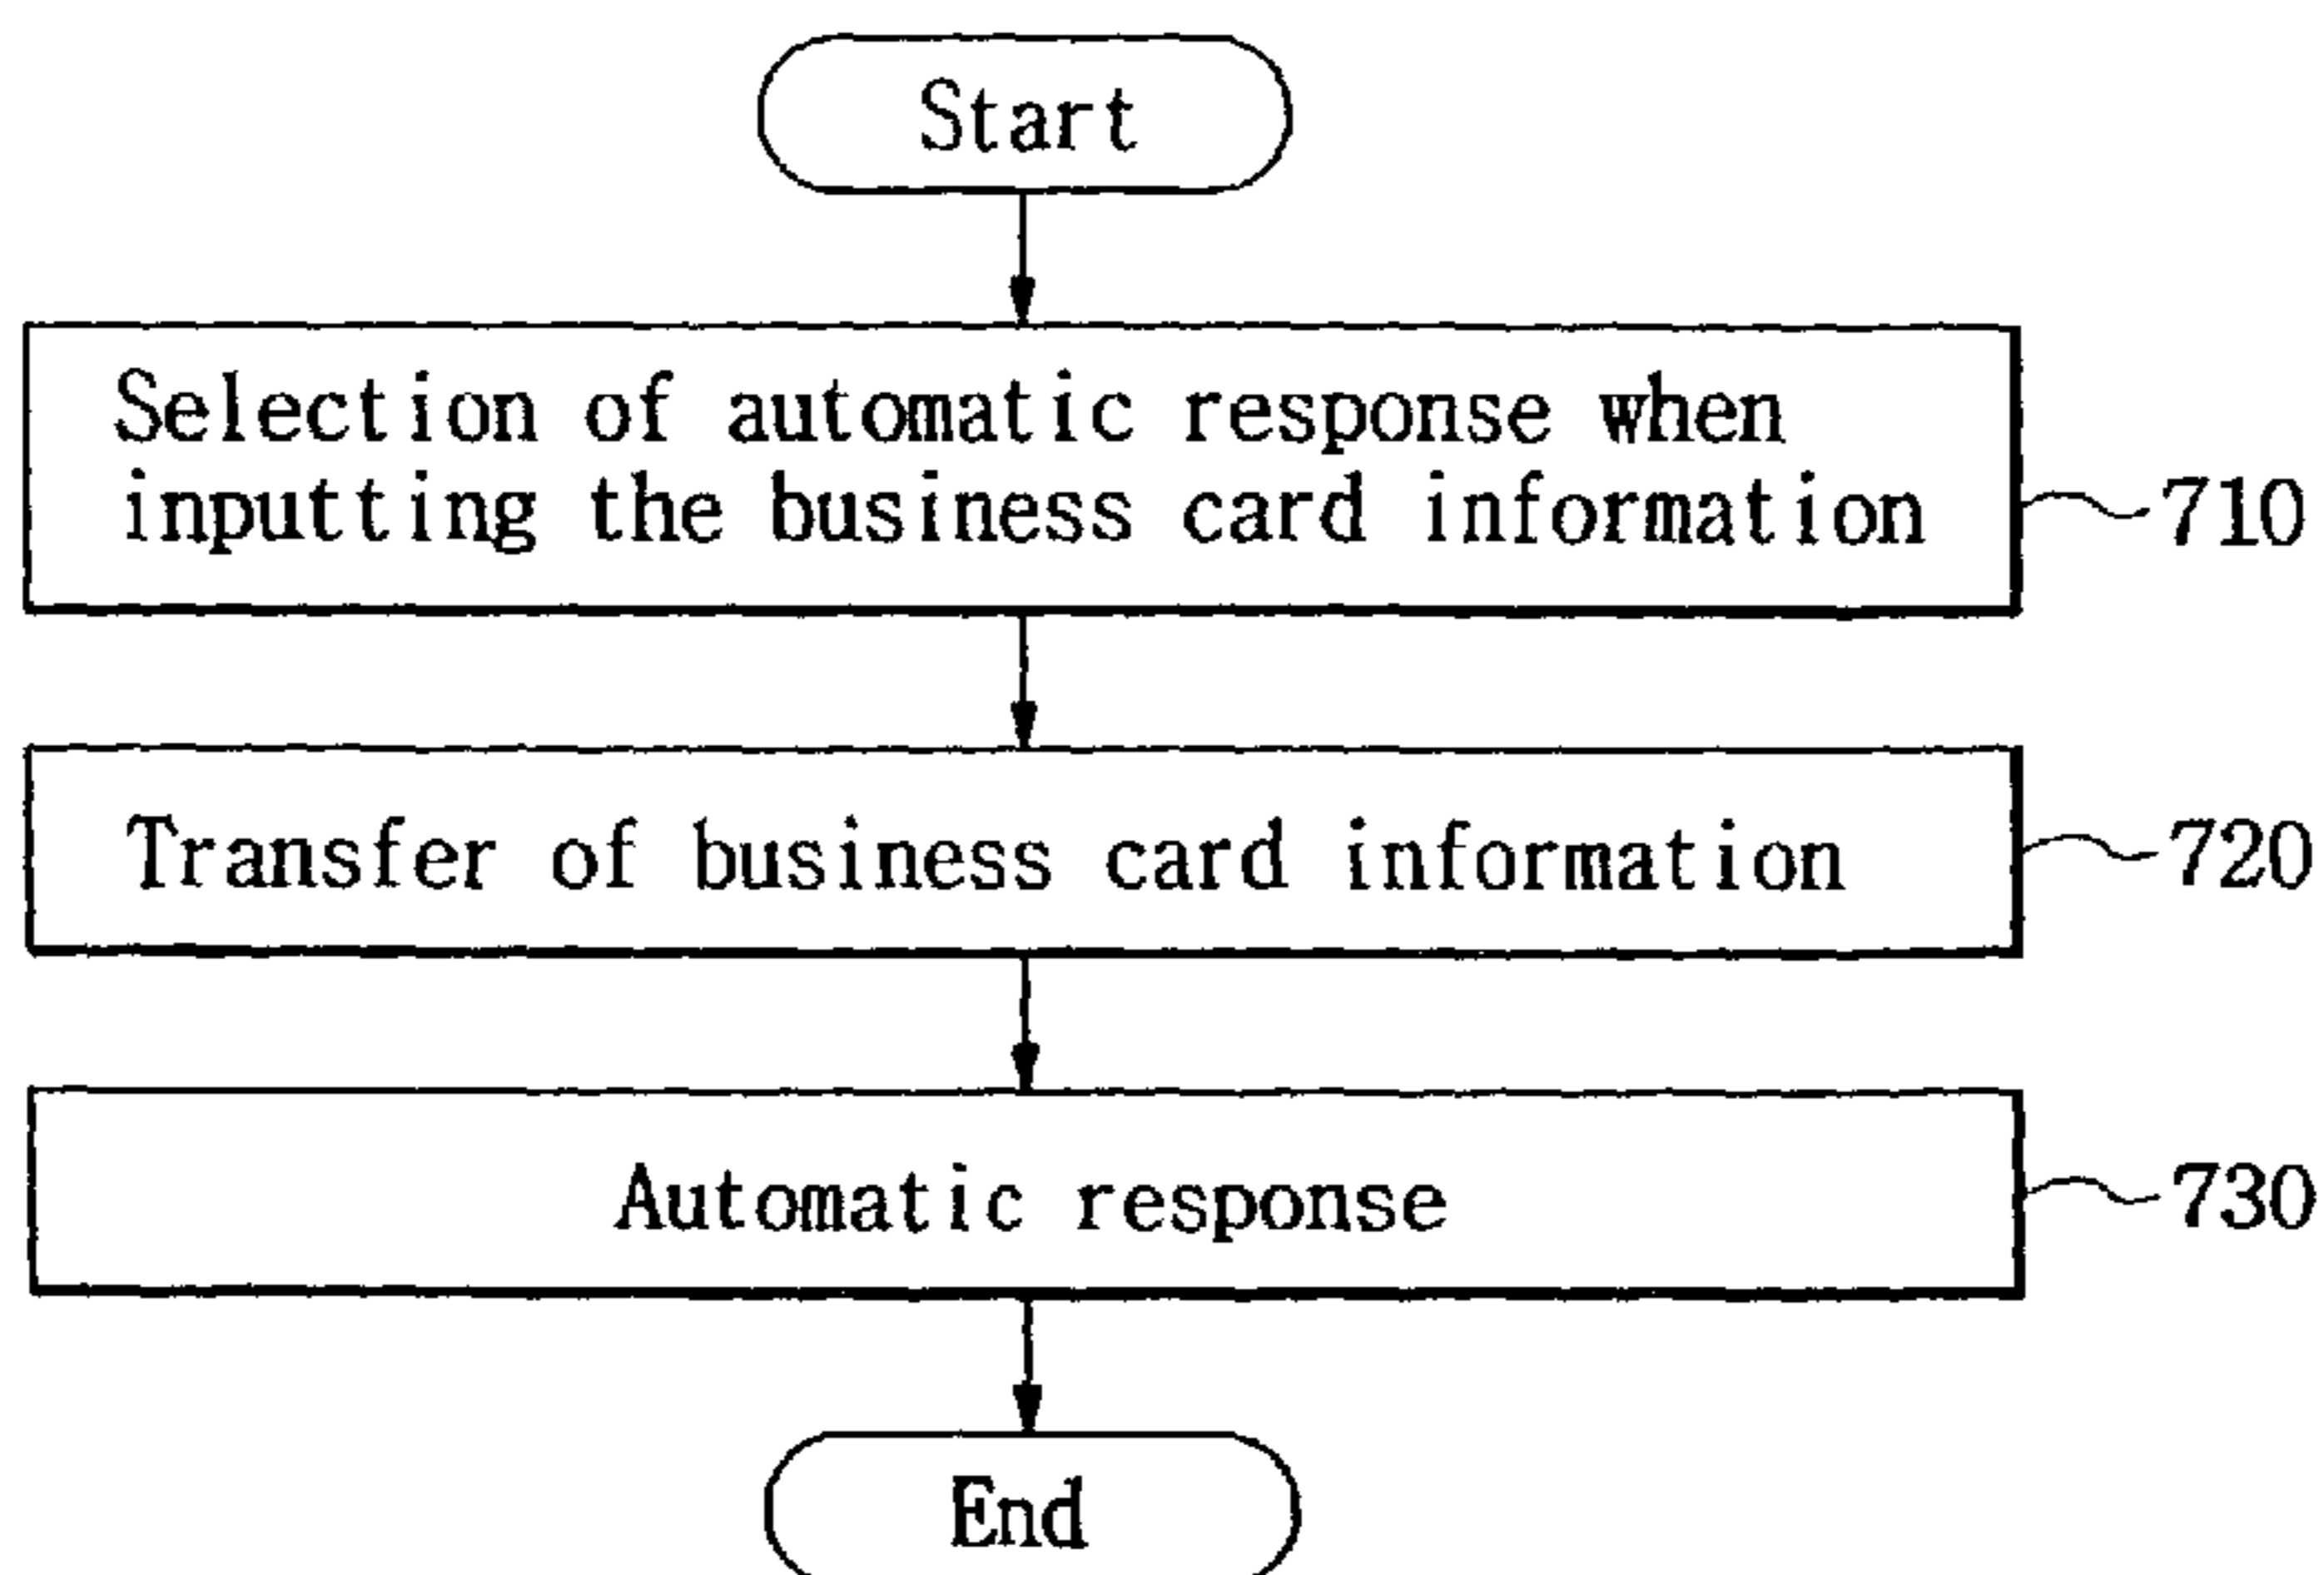 Start
Selection of automatic response when
inputting the business card information
710
Transfer of business card information
720
Automatic response
730
End